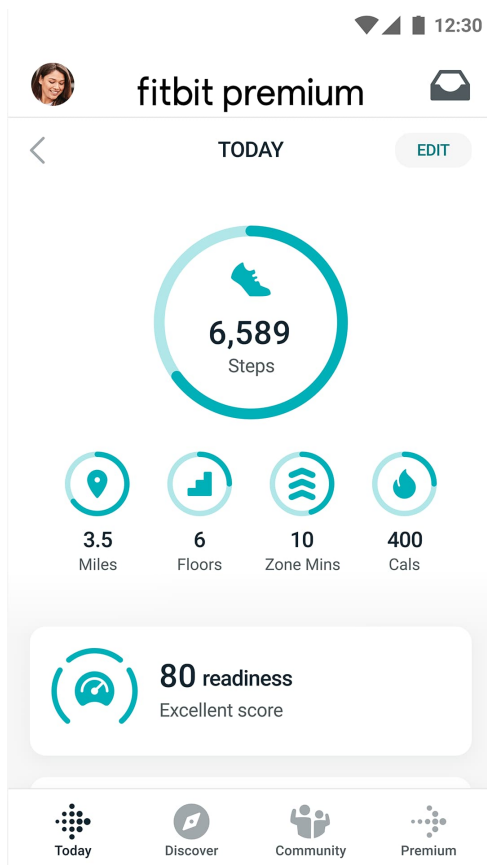 12:30
fitbit premium
TODAY
EDIT
6,589
Steps
3.5
Miles
6
Floors
10
Zone Mins
400
Cals
80 readiness
Excellent score
Today
Discover
Community
Premium